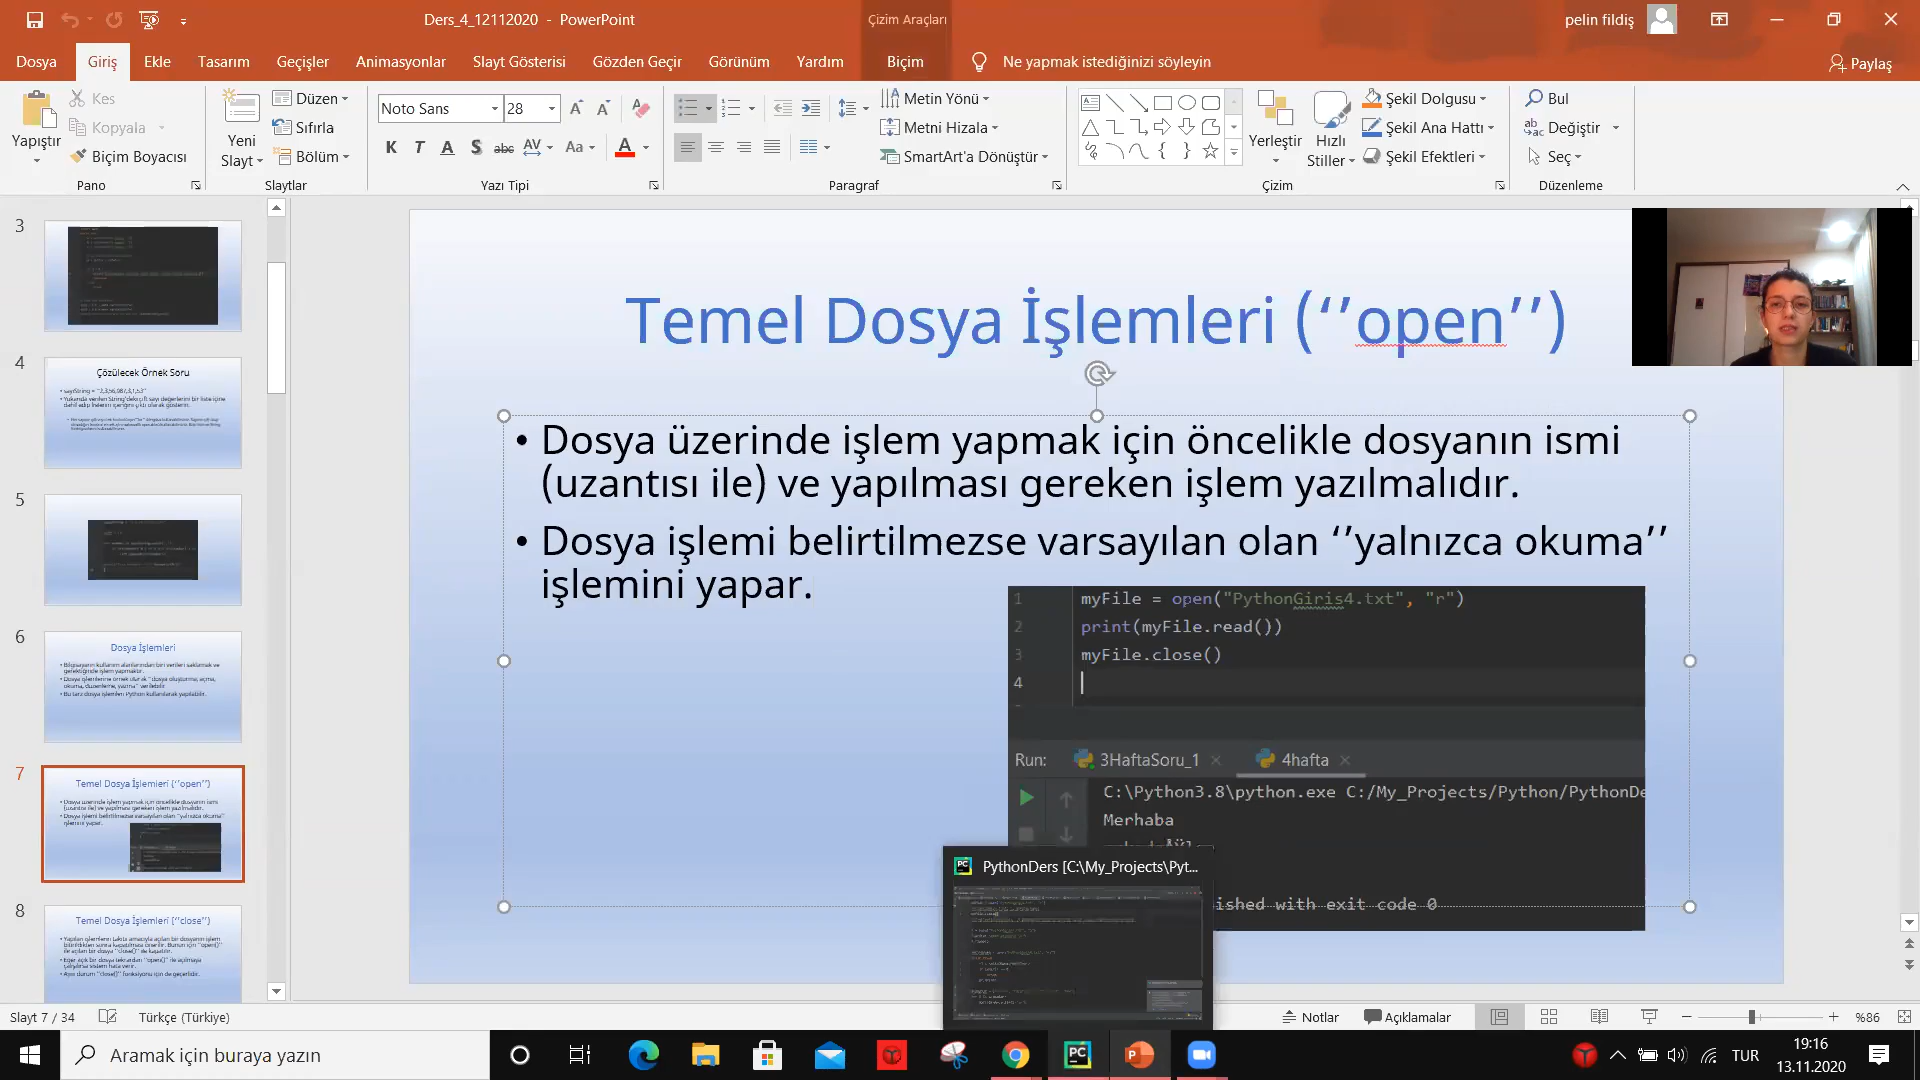 Ders_4_12112020 - PowerPoint
Çizim Araçları
pelin fildiş
Dosya
Giriş
Ekle
Tasarım
Geçişler
Animasyonlar
Slayt Gösterisi
Gözden Geçir
Görünüm
Yardım
Biçim
Ne yapmak istediğinizi söyleyin
Paylaş
Yapıştır
Kes
Kopyala
Biçim Boyacısı
Pano
Yeni
Slayt
Düzen
Sıfırla
Bölüm
Slaytlar
Noto Sans
28
Yazı Tipi
Metin Yönü
Metni Hizala
SmartArt'a Dönüştür
Paragraf
Yerleştir
Hızlı
Stiller
Şekil Dolgusu
Şekil Ana Hattı
Şekil Efektleri
Çizim
Bul
Değiştir
Seç
Düzenleme
3
4
Çözülecek Örnek Soru
5
6
Dosya İşlemleri
7
Temel Dosya İşlemleri (‘’open’’)
8
Temel Dosya İşlemleri (‘’close’’)
Temel Dosya İşlemleri (‘’open’’)
• Dosya üzerinde işlem yapmak için öncelikle dosyanın ismi
(uzantısı ile) ve yapılması gereken işlem yazılmalıdır.
• Dosya işlemi belirtilmezse varsayılan olan ‘’yalnızca okuma’’
işlemini yapar.
1 myFile = open("PythonGiris4.txt", "r")
2 print(myFile.read())
3 myFile.close()
4
Run: 3HaftaSoru_1 4hafta
C:\Python3.8\python.exe C:/My_Projects/Python/PythonDe
Merhaba
ished with exit code 0
PythonDers [C:\My_Projects\Pyt...
Slayt 7 / 34
Türkçe (Türkiye)
Notlar
Açıklamalar
%86
Aramak için buraya yazın
TUR
19:16
13.11.2020